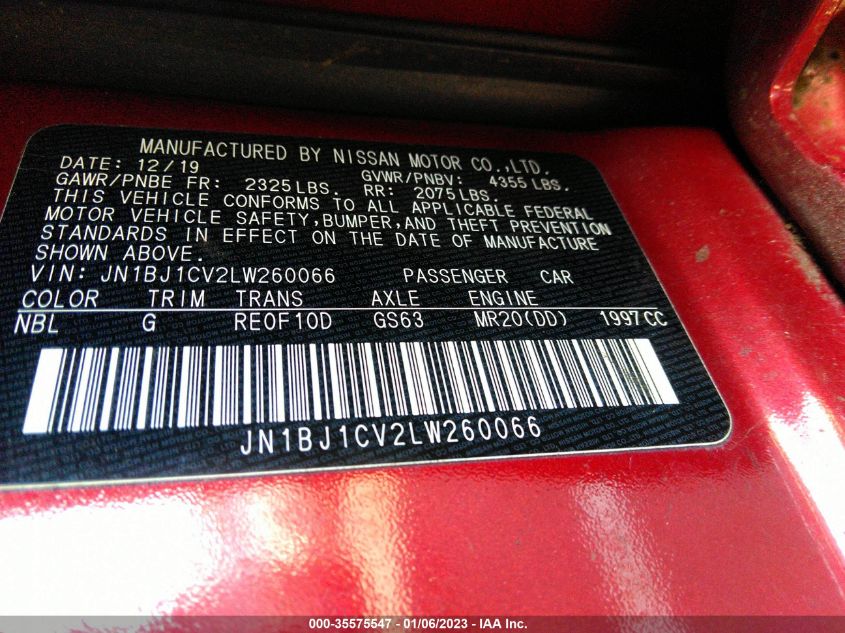 MANUFACTURED BY NISSAN MOTOR CO.,LTD.
DATE: 12/19 GVWR/PNBV: 4355 LBS.
GAWR/PNBE FR: 2325 LBS. RR: 2075 LBS.
THIS VEHICLE CONFORMS TO ALL APPLICABLE FEDERAL
MOTOR VEHICLE SAFETY, BUMPER, AND THEFT PREVENTION
STANDARDS IN EFFECT ON THE DATE OF MANUFACTURE
SHOWN ABOVE.
VIN: JN1BJ1CV2LW260066 PASSENGER CAR
COLOR TRIM TRANS AXLE ENGINE
NBL G RE0F10D GS63 MR20(DD) 1997 CC
JN1BJ1CV2LW260066
000-35575547 - 01/06/2023 - IAA Inc.